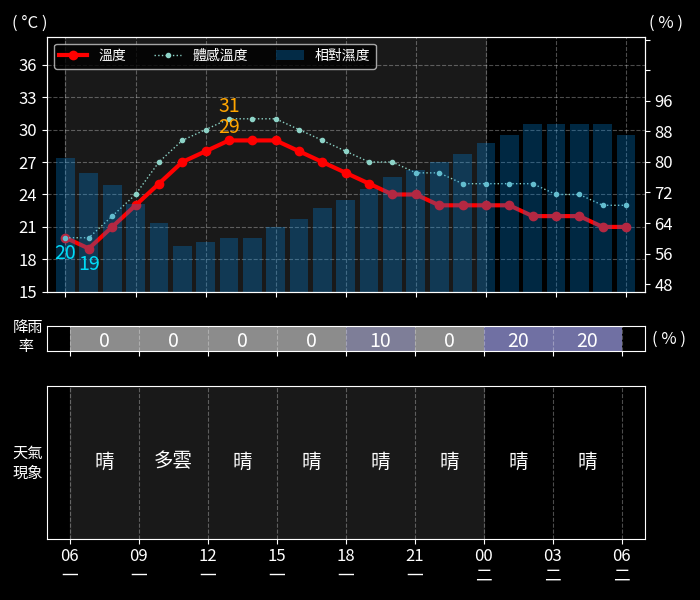 ( °C )
( % )
溫度
體感溫度
相對濕度
36
33
30
27
24
21
18
15
96
88
80
72
64
56
48
31
29
20
19
降雨
率
0
0
0
0
10
0
20
20
( % )
天氣
現象
晴
多雲
晴
晴
晴
晴
晴
晴
06
09
12
15
18
21
00
03
06
一
一
一
一
一
一
二
二
二